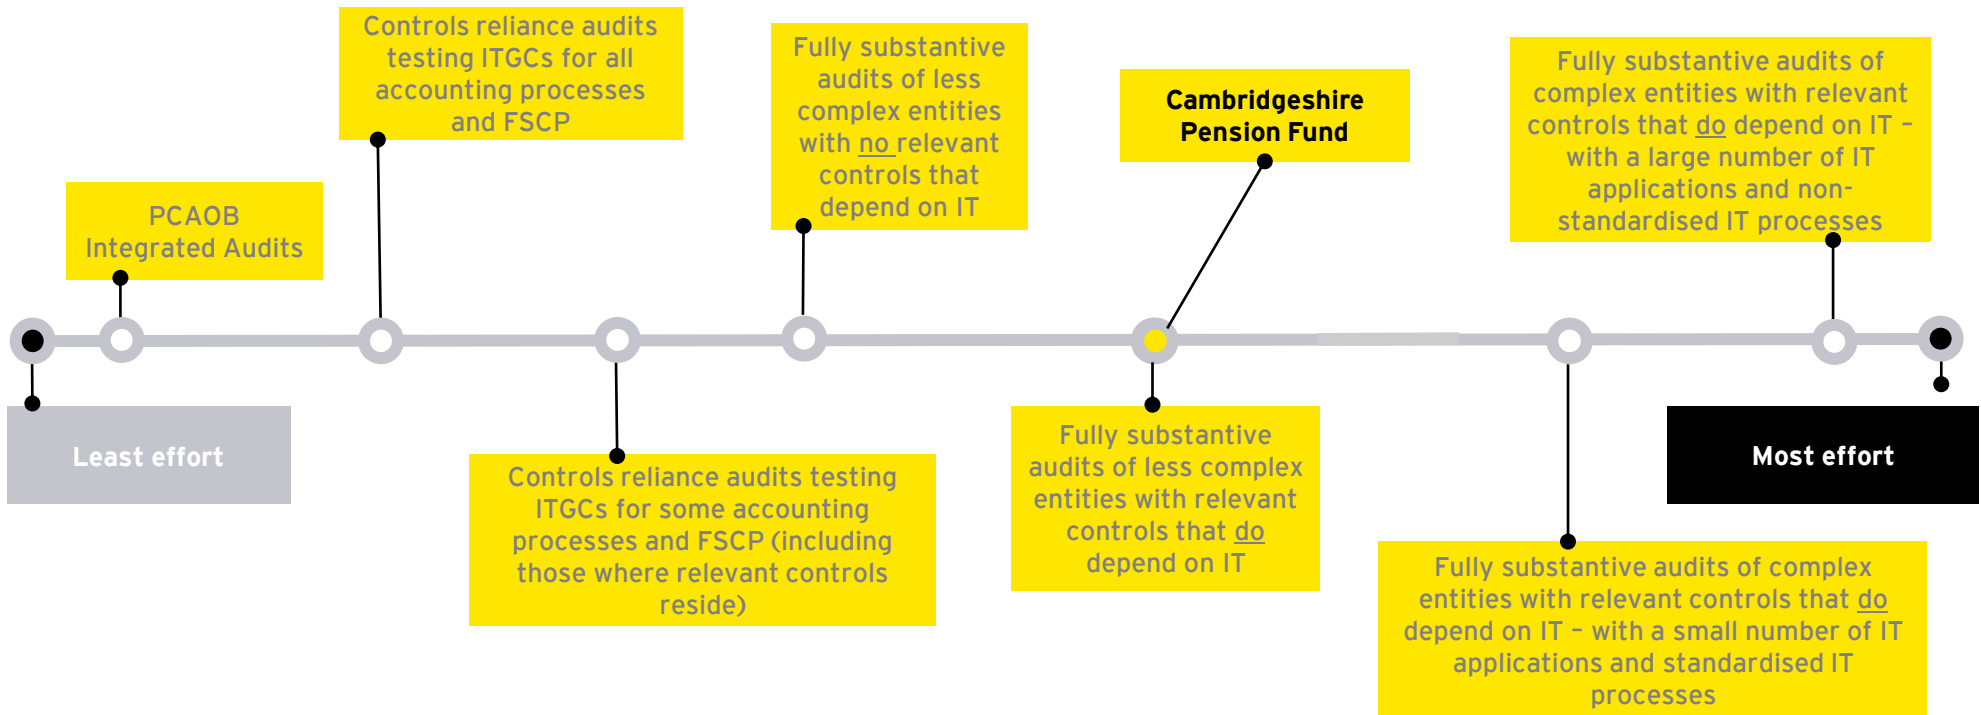 Controls reliance audits
testing ITGCs for all
accounting processes
and FSCP
Fully substantive
audits of less
complex entities
with no relevant
controls that
depend on IT
Cambridgeshire
Pension Fund
Fully substantive audits of
complex entities with relevant
controls that do depend on IT –
with a large number of IT
applications and non-
standardised IT processes
PCAOB
Integrated Audits
Least effort
Controls reliance audits testing
ITGCs for some accounting
processes and FSCP (including
those where relevant controls
reside)
Fully substantive
audits of less complex
entities with relevant
controls that do
depend on IT
Most effort
Fully substantive audits of complex
entities with relevant controls that do
depend on IT – with a small number of IT
applications and standardised IT
processes